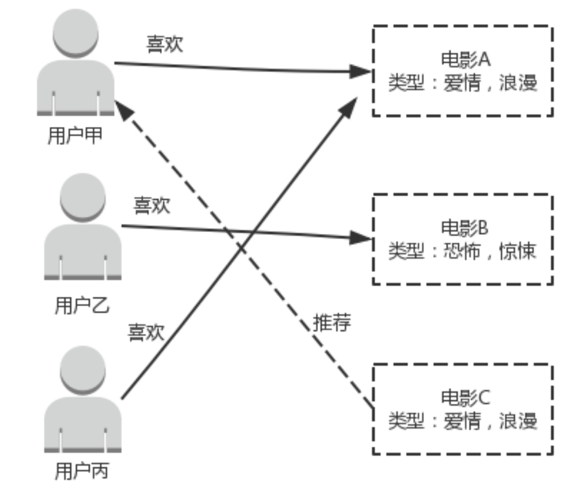 喜欢
电影A
类型：爱情，浪漫
用户甲
喜欢
电影B
类型：恐怖，惊悚
用户乙
推荐
喜欢
电影C
类型：爱情，浪漫
用户丙